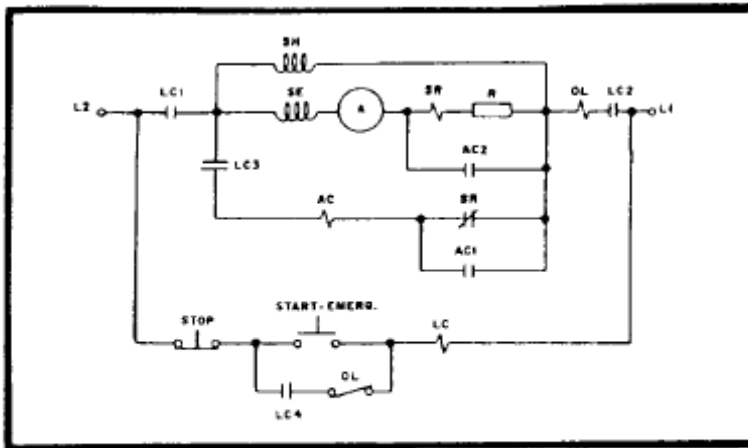 SH
LC1
SE
SR
R
OL
LC2
L2
A
L1
LC3
AC2
AC
SR
AC1
START-EMERG.
STOP
LC
OL
LC4